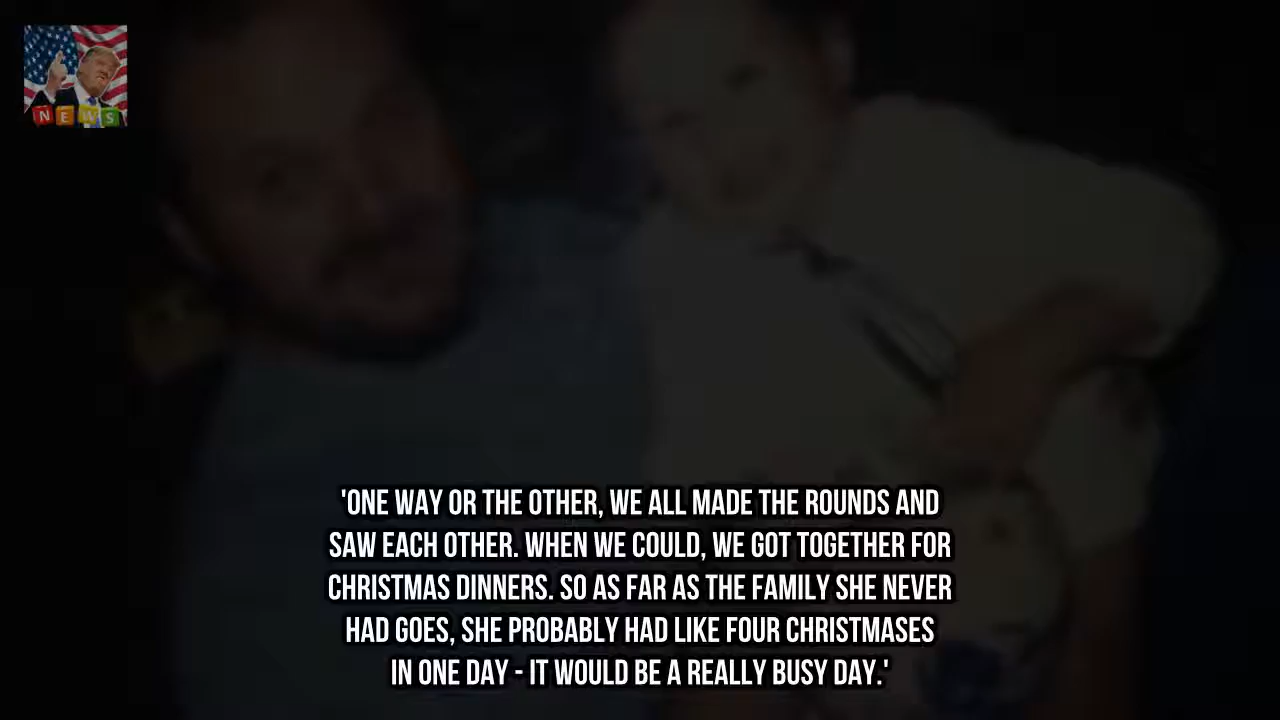 NEWS
'ONE WAY OR THE OTHER, WE ALL MADE THE ROUNDS AND
SAW EACH OTHER. WHEN WE COULD, WE GOT TOGETHER FOR
CHRISTMAS DINNERS. SO AS FAR AS THE FAMILY SHE NEVER
HAD GOES, SHE PROBABLY HAD LIKE FOUR CHRISTMASES
IN ONE DAY - IT WOULD BE A REALLY BUSY DAY.'